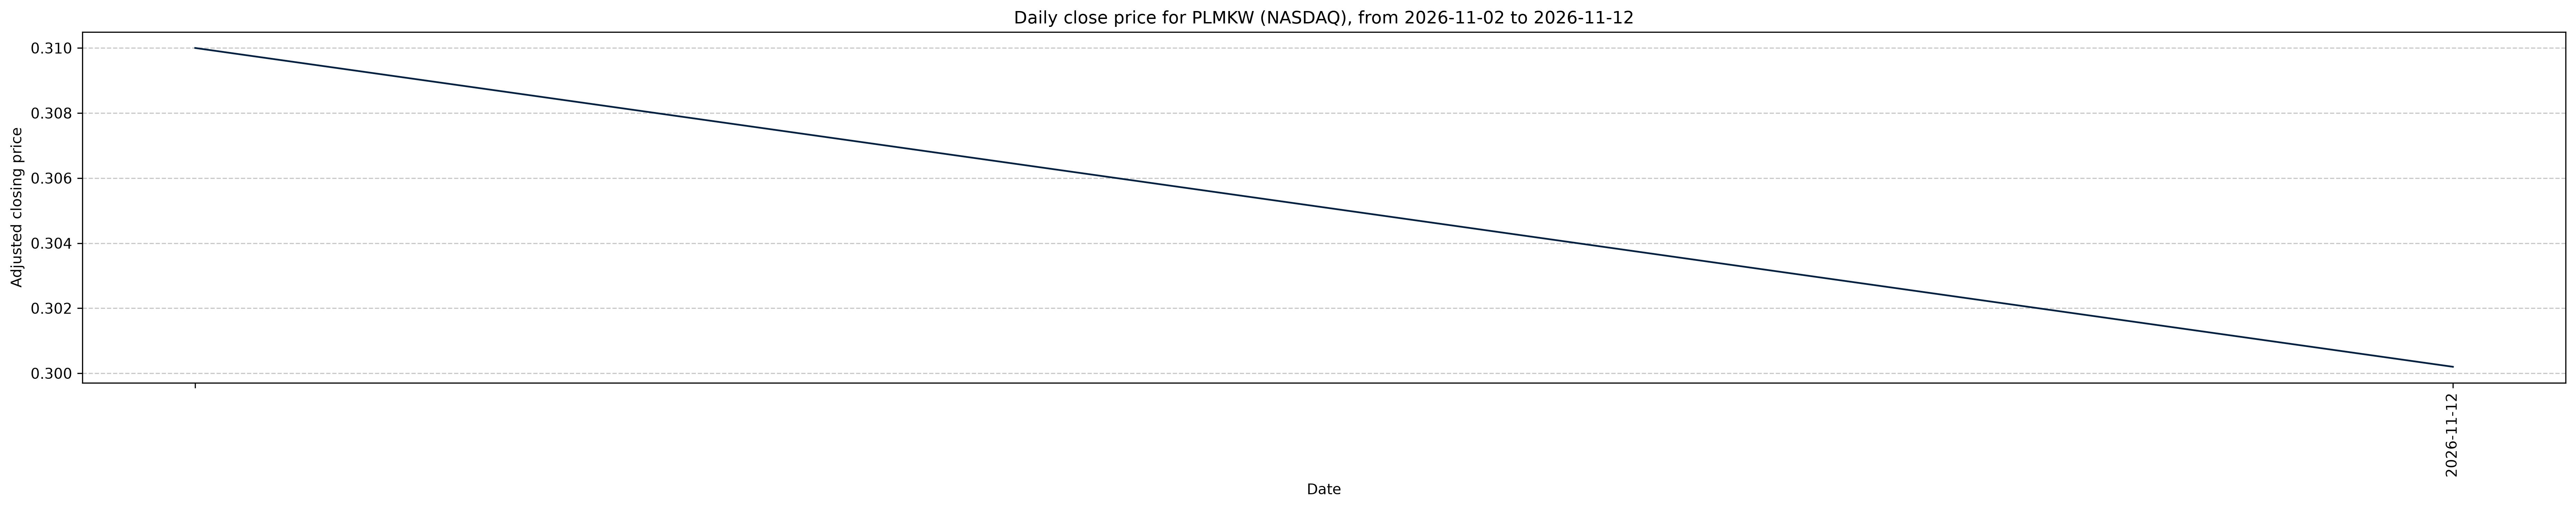 Daily close price for PLMKW (NASDAQ), from 2026-11-02 to 2026-11-12
Adjusted closing price
0.310
0.308
0.306
0.304
0.302
0.300
2026-11-12
Date